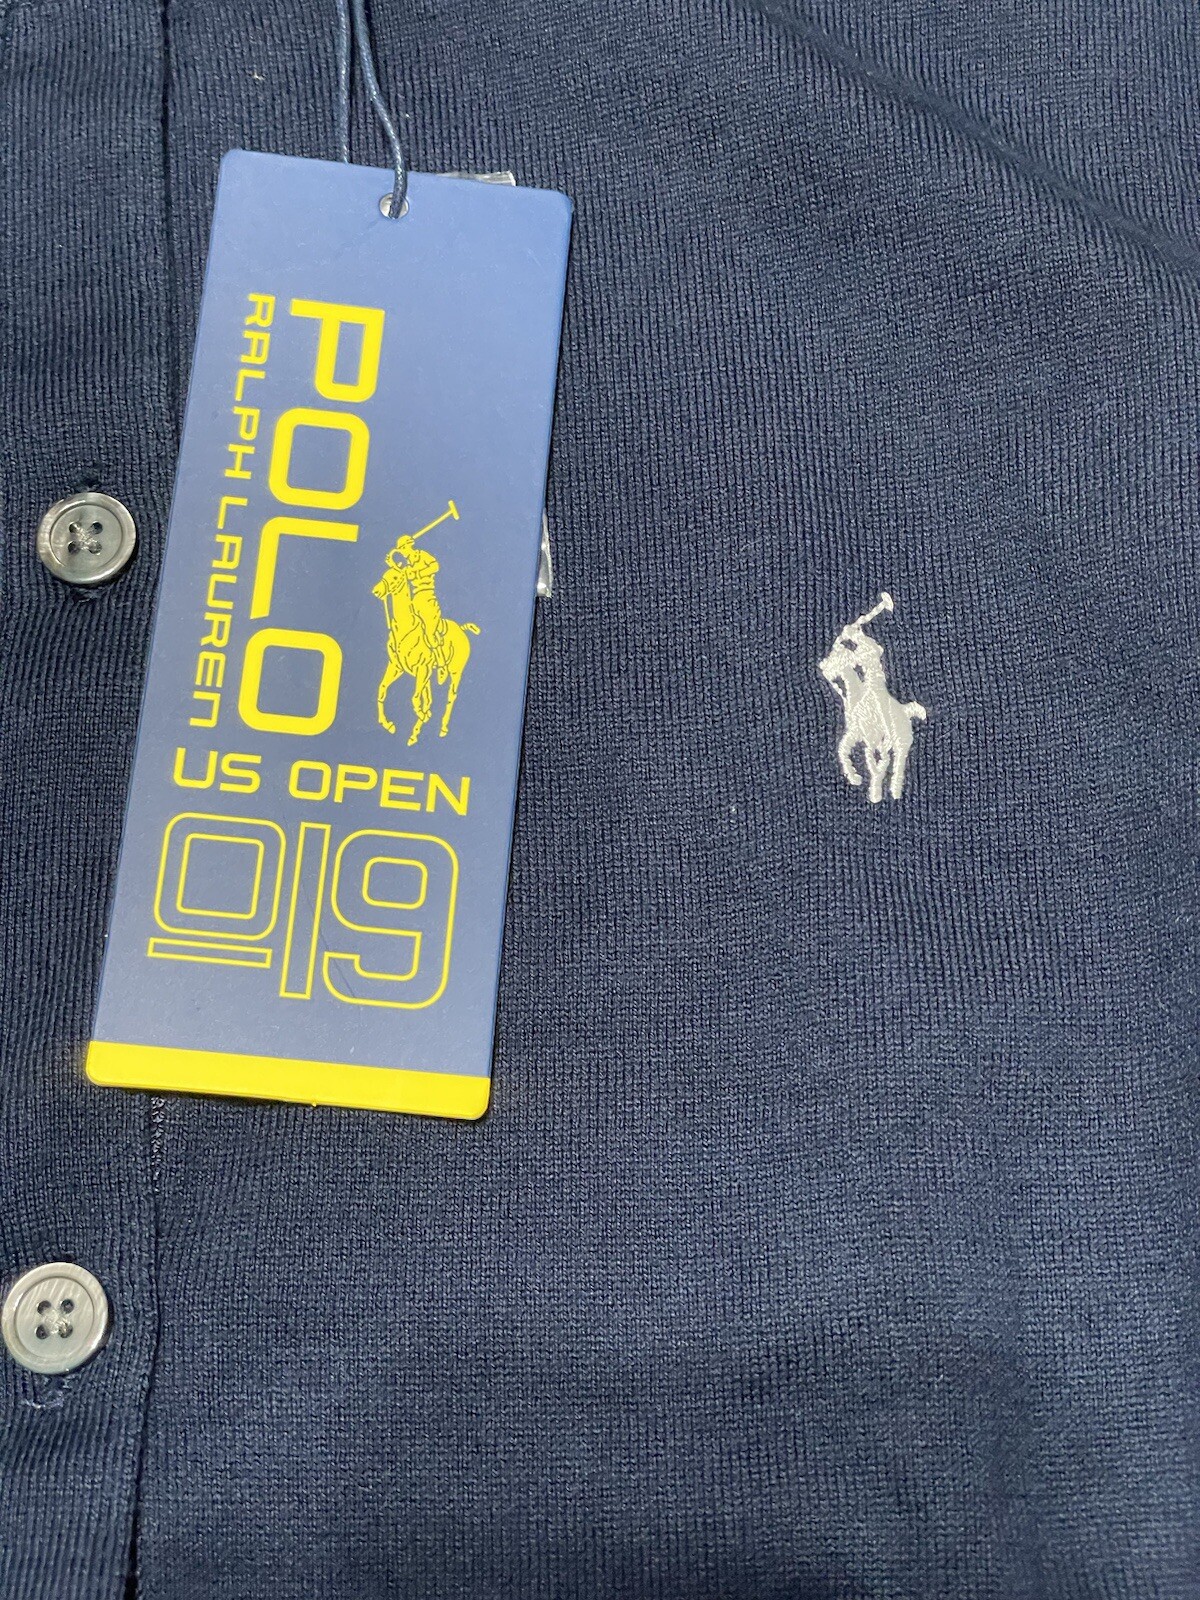 POLO
RALPH LAUREN
US OPEN
019